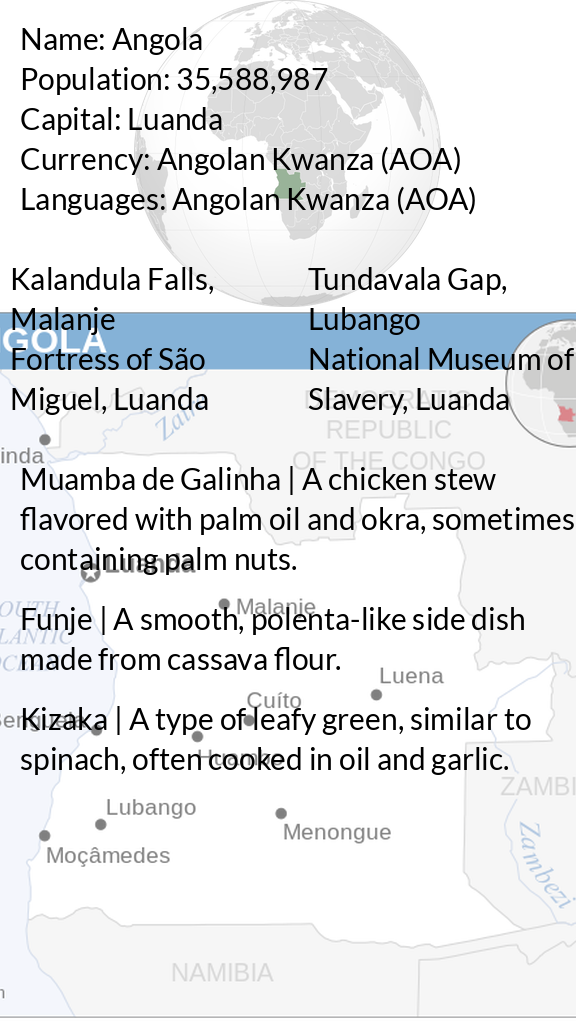 Name: Angola
Population: 35,588,987
Capital: Luanda
Currency: Angolan Kwanza (AOA)
Languages: Angolan Kwanza (AOA)
Kalandula Falls,
Malanje
Fortress of São
Miguel, Luanda
Tundavala Gap,
Lubango
National Museum of
Slavery, Luanda
GOLA
DEMOCRATIC
REPUBLIC
OF THE CONGO
inda
Muamba de Galinha | A chicken stew
flavored with palm oil and okra, sometimes
containing palm nuts.
Luanda
Malanje
Funje | A smooth, polenta-like side dish
made from cassava flour.
Luena
Cuíto
Kizaka | A type of leafy green, similar to
spinach, often cooked in oil and garlic.
Huambo
Lubango
Menongue
Moçâmedes
Zambezi
NAMIBIA